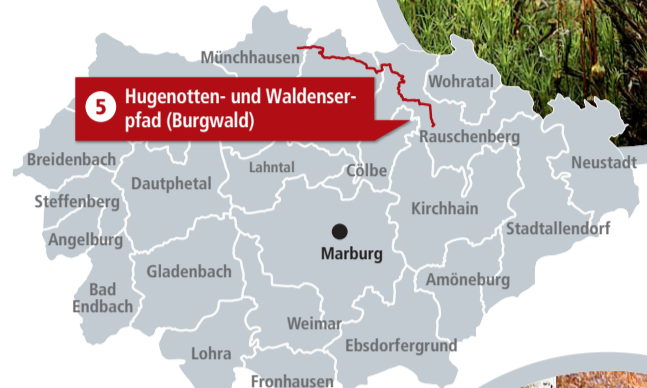 Münchhausen
Wohratal
5
Hugenotten- und Waldenser-
pfad (Burgwald)
Rauschenberg
Breidenbach
Lahntal
Cölbe
Neustadt
Dautphetal
Steffenberg
Kirchhain
Stadtallendorf
Angelburg
Marburg
Gladenbach
Amöneburg
Bad
Endbach
Weimar
Ebsdorfergrund
Lohra
Fronhausen